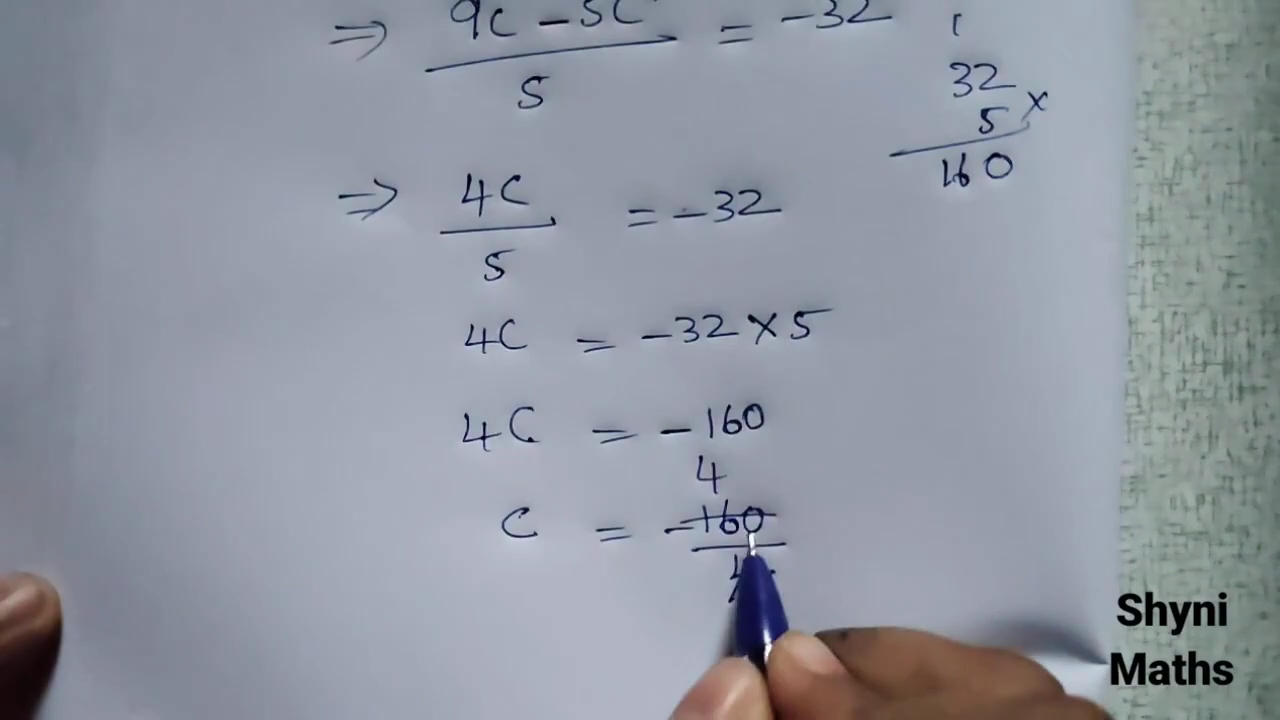 ⇒ 9C - 5C / 5 = -32
32
5 ×
160
⇒ 4C / 5 = -32
4C = -32 × 5
4C = -160
4
C = -160 / 4
Shyni
Maths